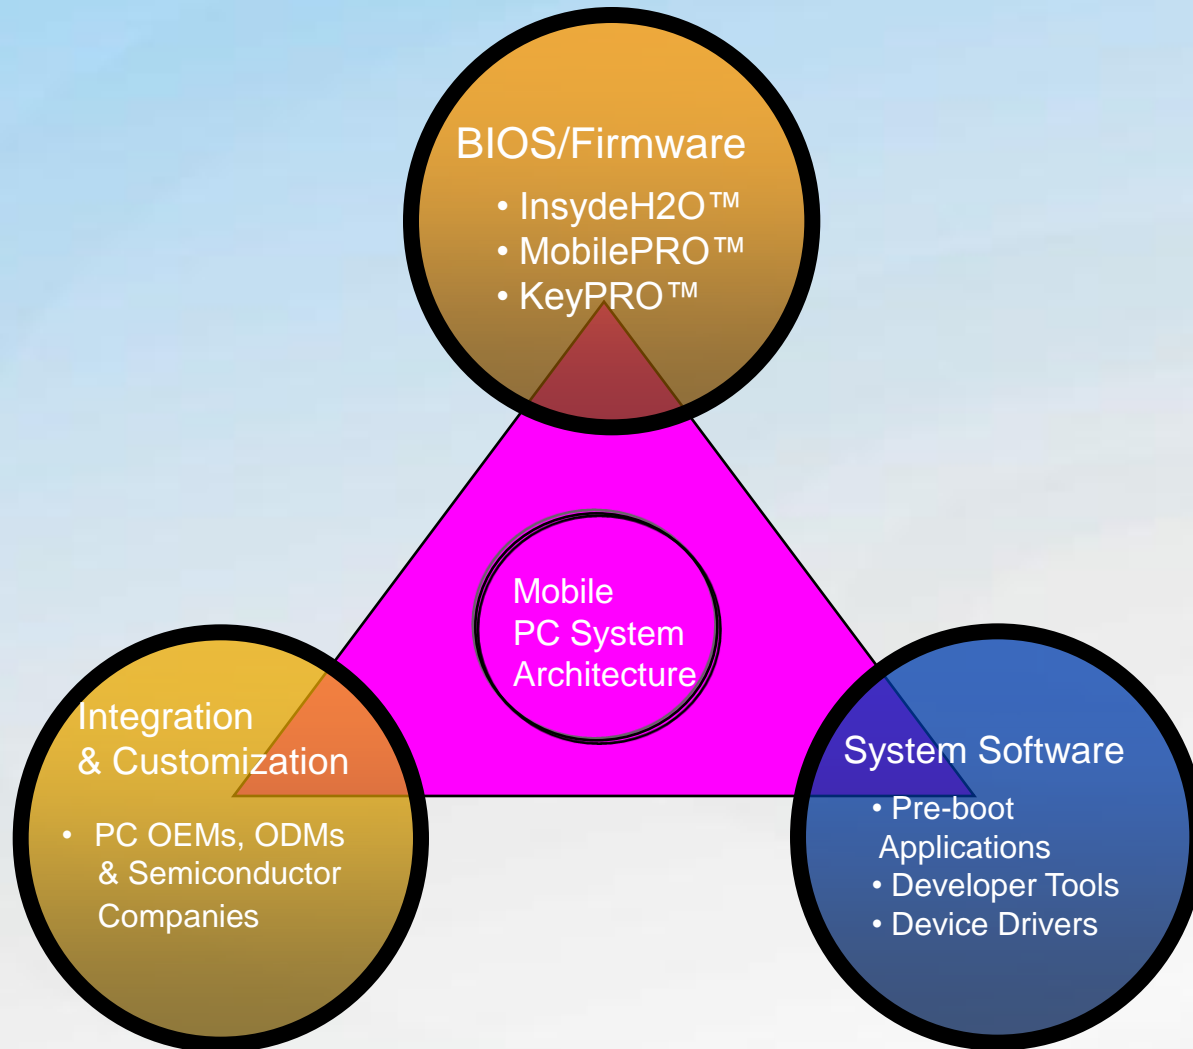 BIOS/Firmware
• InsydeH2O™
• MobilePRO™
• KeyPRO™
Mobile
PC System
Architecture
Integration
& Customization
• PC OEMs, ODMs
& Semiconductor
Companies
System Software
• Pre-boot
Applications
• Developer Tools
• Device Drivers